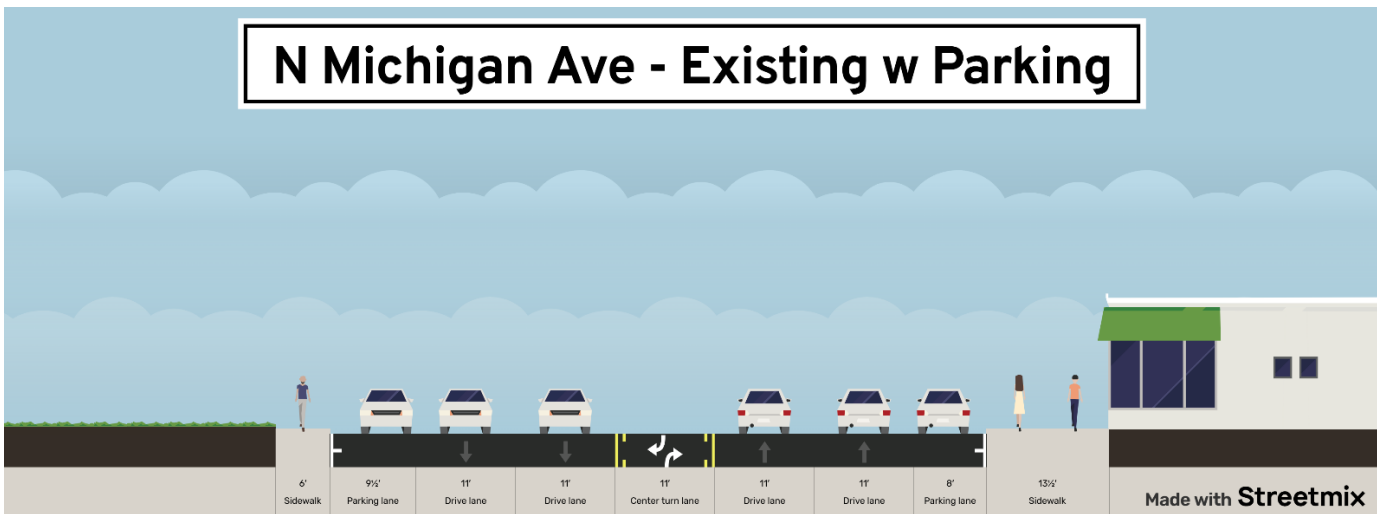 N Michigan Ave - Existing w Parking
6' 9½' 11' 11' 11' 11' 11' 8' 13½'
Sidewalk Parking lane Drive lane Drive lane Center turn lane Drive lane Drive lane Parking lane Sidewalk
Made with Streetmix